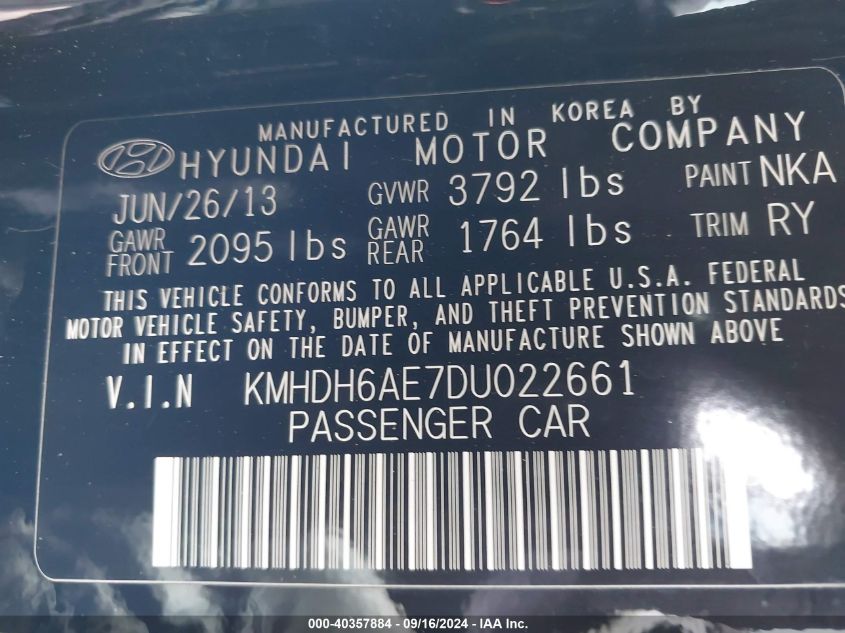 MANUFACTURED IN KOREA BY
HYUNDAI MOTOR COMPANY
JUN/26/13 GVWR 3792 lbs PAINT NKA
GAWR FRONT 2095 lbs GAWR REAR 1764 lbs TRIM RY
THIS VEHICLE CONFORMS TO ALL APPLICABLE U.S.A. FEDERAL
MOTOR VEHICLE SAFETY, BUMPER, AND THEFT PREVENTION STANDARDS
IN EFFECT ON THE DATE OF MANUFACTURE SHOWN ABOVE
V.I.N KMHDH6AE7DU022661
PASSENGER CAR
000-40357884 - 09/16/2024 - IAA Inc.